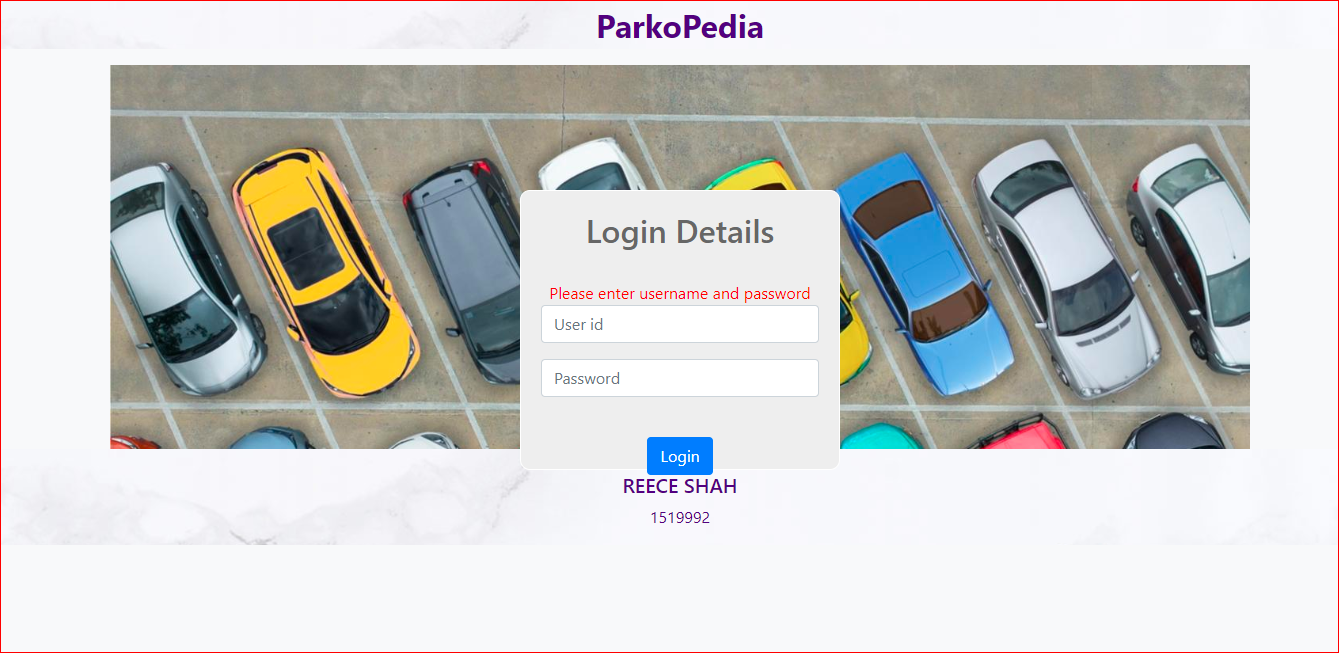 ParkoPedia
Login Details
Please enter username and password
User id
Password
Login
REECE SHAH
1519992